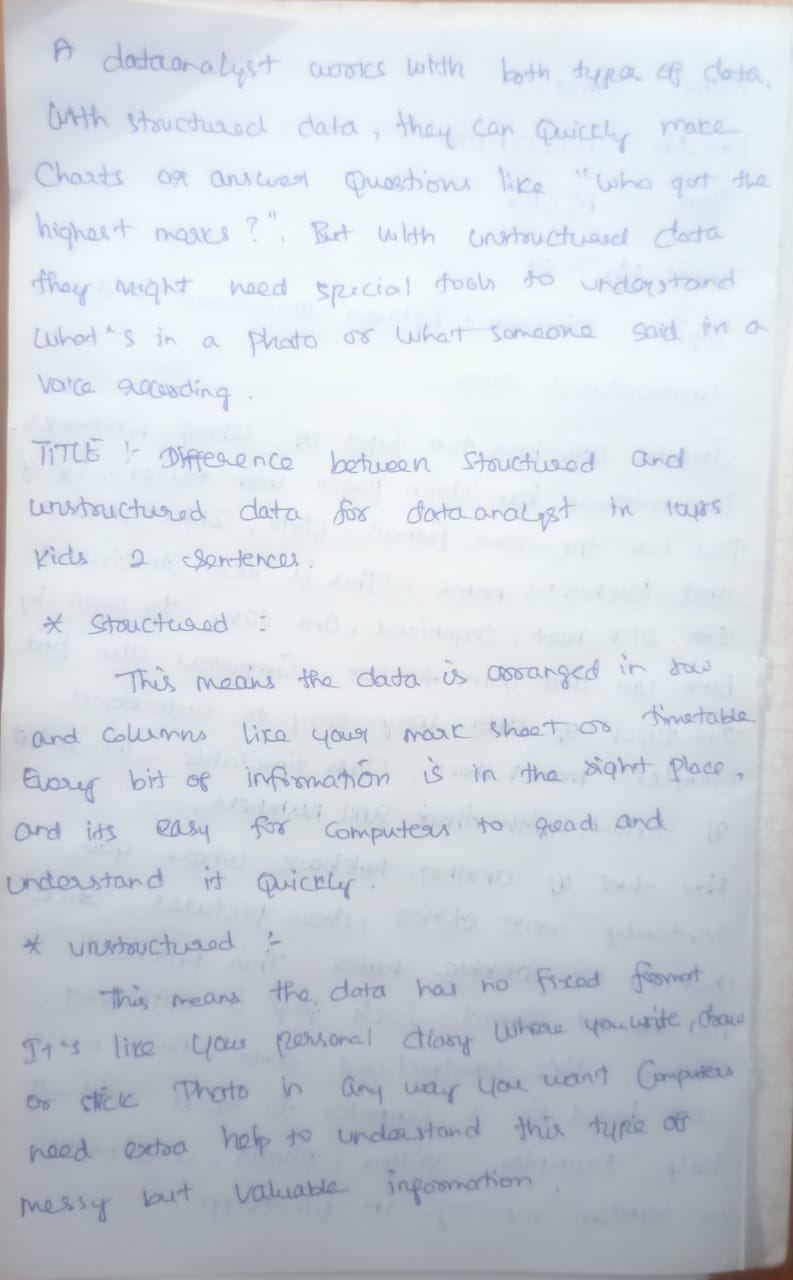 A dataanalyst works with both type of data.
With structured data, they can Quickly make
Charts or answer Questions like "who got the
highest marks?". But with unstructured data
they might need special tools to understand
what's in a photo or what someone said in a
voice recording.
TITLE :- Difference between Structured and
unstructured data for dataanalyst in
Kids 2 Sentences.
* Structured :
This means the data is arranged in row
and columns like your mark sheet or timetable
Every bit of information is in the right place,
and its easy for computers to read and
understand it Quickly.
* unstructured :-
This means the data has no fixed format
It's like your personal diary where you write, draw
or stick Photo in any way you want Computers
need extra help to understand this type of
messy but valuable information.